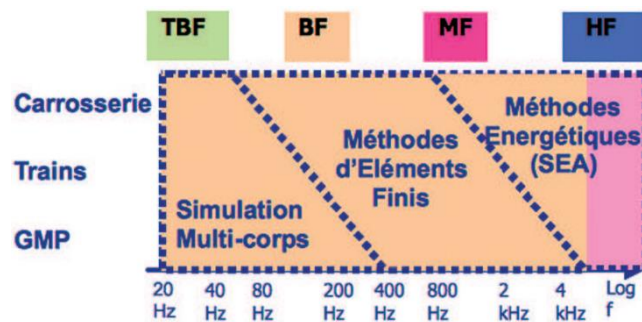 TBF BF MF HF
Carrosserie
Trains
GMP
Simulation
Multi-corps
Méthodes
d'Eléments
Finis
Méthodes
Energétiques
(SEA)
20 40 80 200 400 800 2 4 Log
Hz Hz Hz Hz Hz Hz kHz kHz f